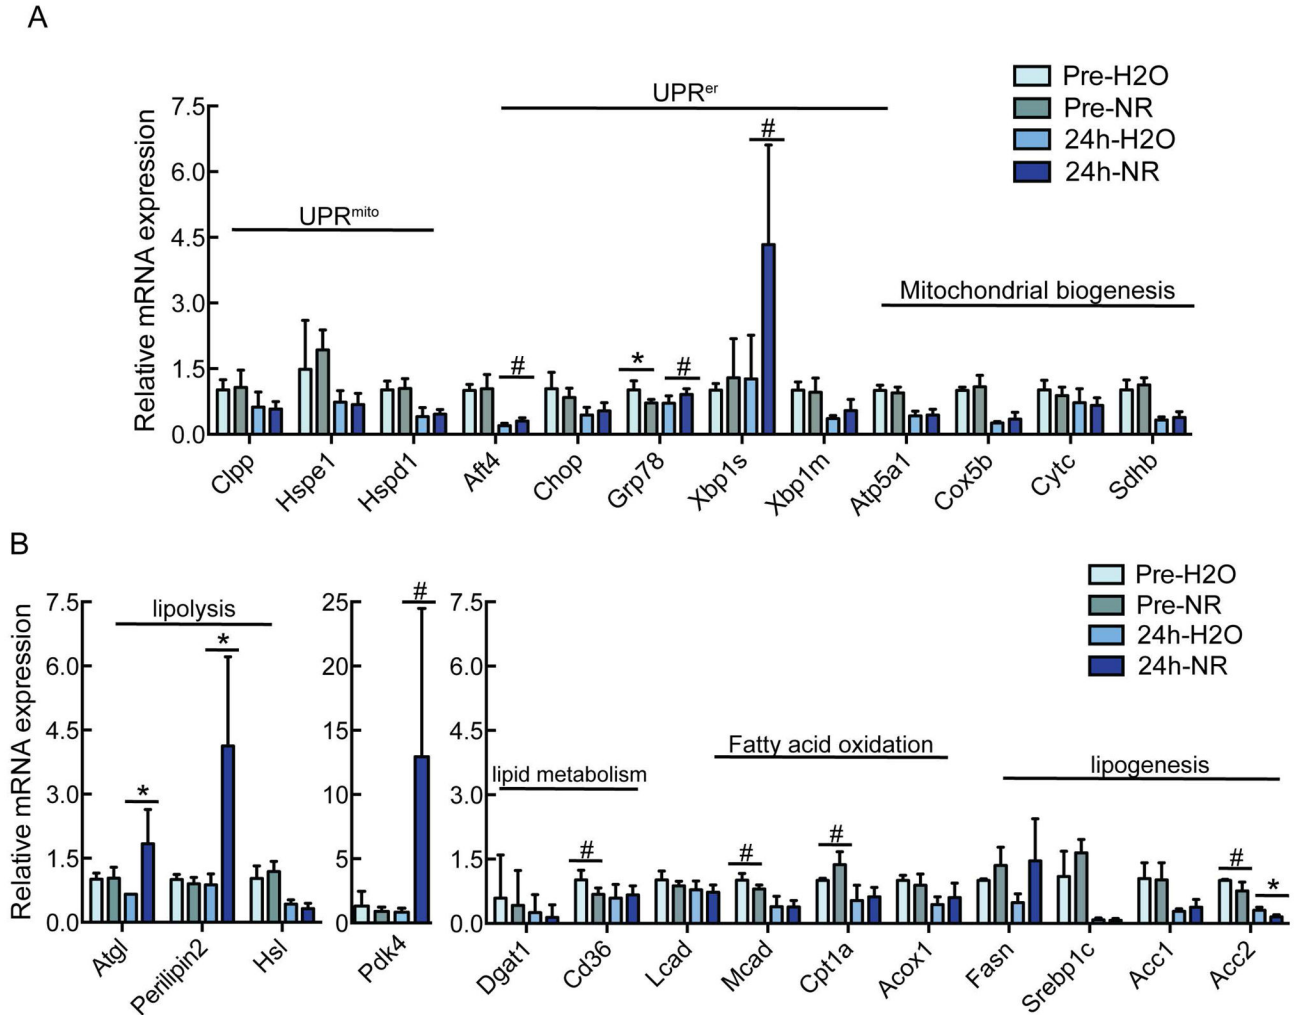 A
Pre-H2O
Pre-NR
24h-H2O
24h-NR
Relative mRNA expression
7.5
6.0
4.5
3.0
1.5
0.0
UPRmito
UPRer
Mitochondrial biogenesis
#
*
#
#
Clpp
Hspe1
Hspd1
Aft4
Chop
Grp78
Xbp1s
Xbp1m
Atp5a1
Cox5b
Cytc
Sdhb
B
Pre-H2O
Pre-NR
24h-H2O
24h-NR
Relative mRNA expression
7.5
6.0
4.5
3.0
1.5
0.0
lipolysis
*
*
Atgl
Perilipin2
Hsl
25
20
15
10
5
0
#
Pdk4
7.5
6.0
4.5
3.0
1.5
0.0
lipid metabolism
Fatty acid oxidation
lipogenesis
#
#
#
#
*
Dgat1
Cd36
Lcad
Mcad
Cpt1a
Acox1
Fasn
Srebp1c
Acc1
Acc2